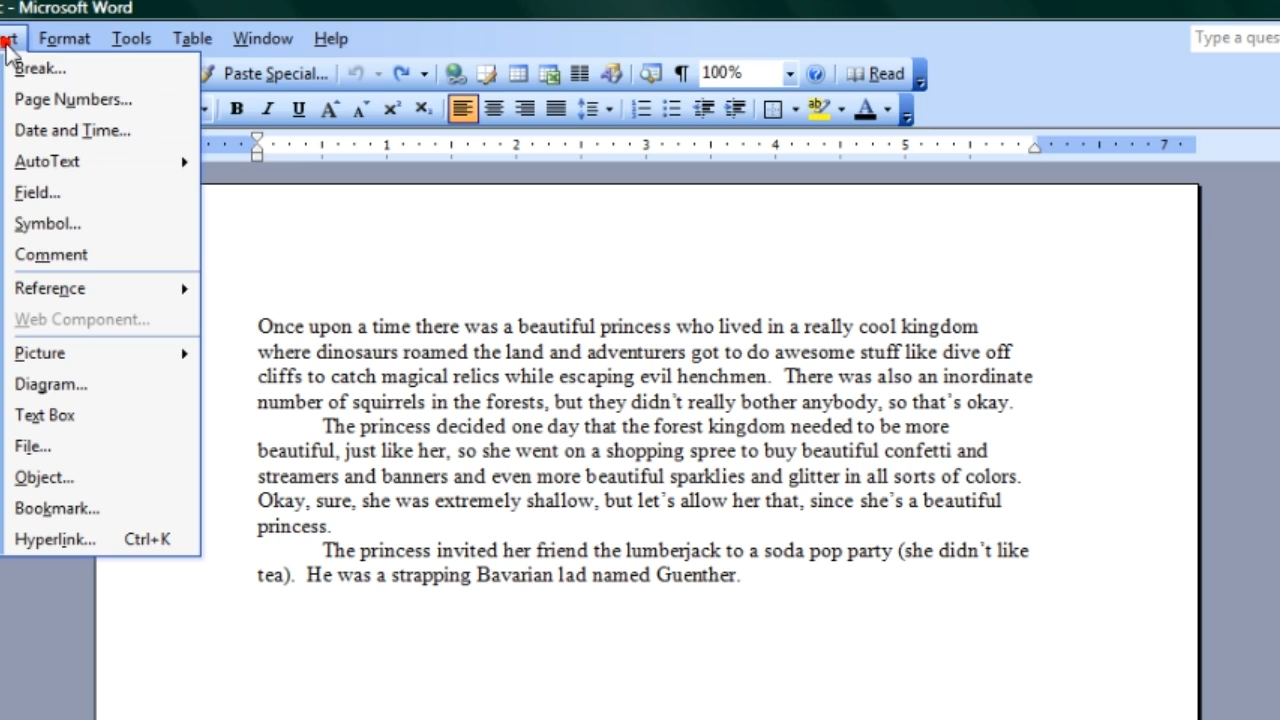 - Microsoft Word
Format Tools Table Window Help
Type a ques
Paste Special... 100% Read
B I U A A x² x₂ ab A
1 2 3 4 5 7
Break...
Page Numbers...
Date and Time...
AutoText
Field...
Symbol...
Comment
Reference
Web Component...
Picture
Diagram...
Text Box
File...
Object...
Bookmark...
Hyperlink... Ctrl+K
Once upon a time there was a beautiful princess who lived in a really cool kingdom
where dinosaurs roamed the land and adventurers got to do awesome stuff like dive off
cliffs to catch magical relics while escaping evil henchmen.  There was also an inordinate
number of squirrels in the forests, but they didn’t really bother anybody, so that’s okay.
The princess decided one day that the forest kingdom needed to be more
beautiful, just like her, so she went on a shopping spree to buy beautiful confetti and
streamers and banners and even more beautiful sparklies and glitter in all sorts of colors.
Okay, sure, she was extremely shallow, but let’s allow her that, since she’s a beautiful
princess.
The princess invited her friend the lumberjack to a soda pop party (she didn’t like
tea).  He was a strapping Bavarian lad named Guenther.